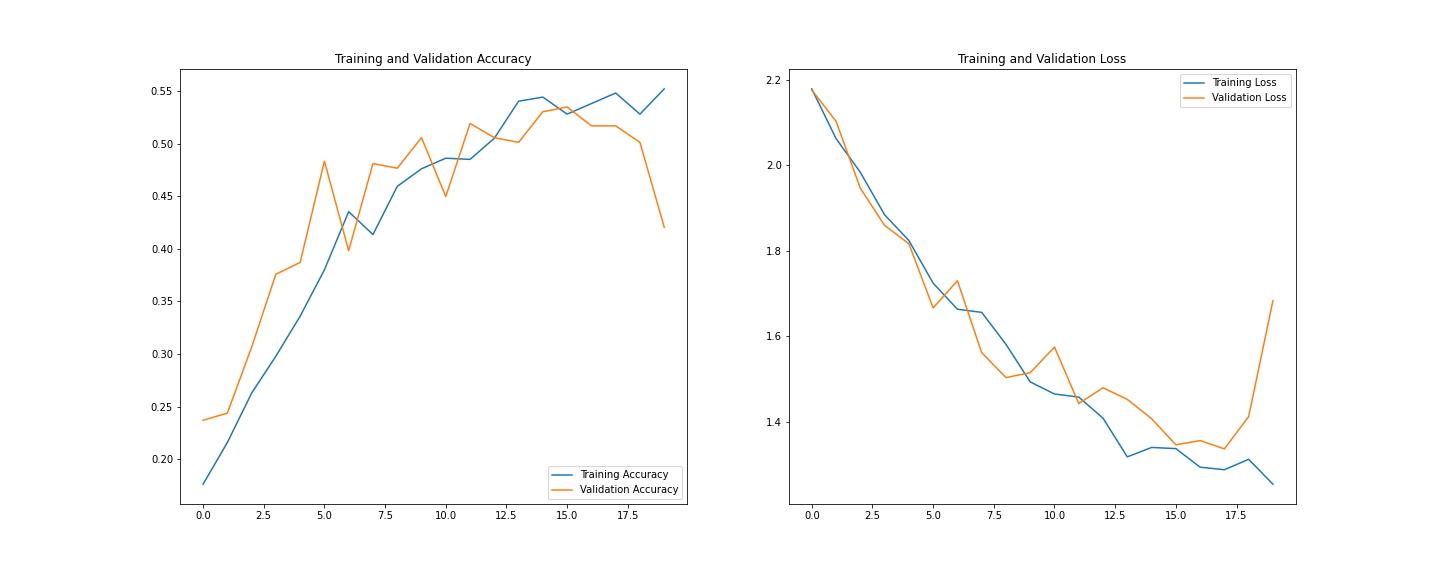 Training and Validation Accuracy
0.55
0.50
0.45
0.40
0.35
0.30
0.25
0.20
Training Accuracy
Validation Accuracy
0.0 2.5 5.0 7.5 10.0 12.5 15.0 17.5
Training and Validation Loss
2.2
2.0
1.8
1.6
1.4
Training Loss
Validation Loss
0.0 2.5 5.0 7.5 10.0 12.5 15.0 17.5